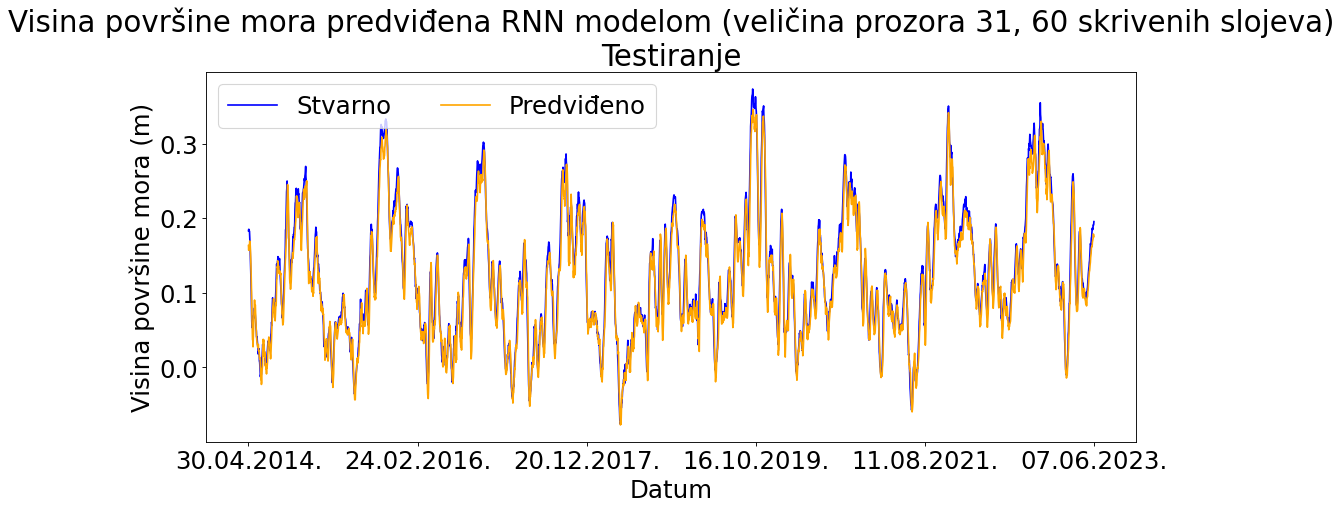 Visina površine mora predviđena RNN modelom (veličina prozora 31, 60 skrivenih slojeva)
Testiranje
Stvarno
Predviđeno
Visina površine mora (m)
0.3
0.2
0.1
0.0
30.04.2014.
24.02.2016.
20.12.2017.
16.10.2019.
11.08.2021.
07.06.2023.
Datum